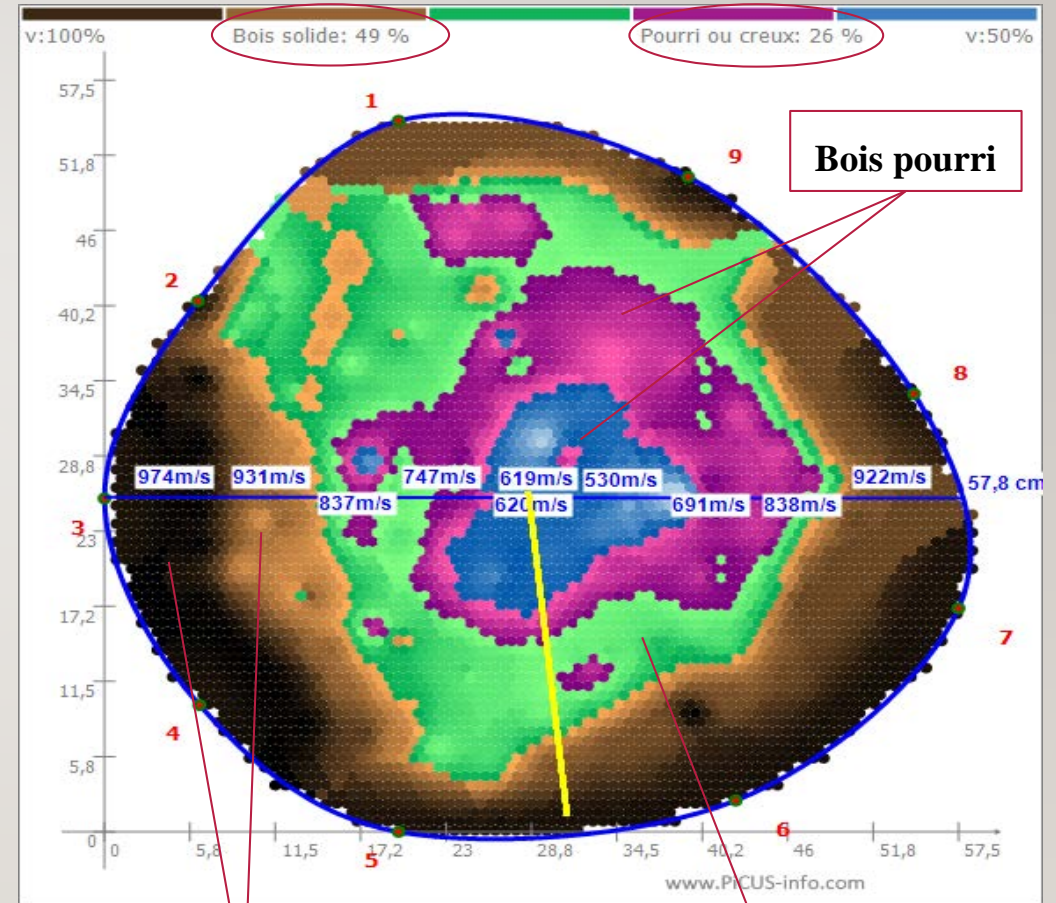 v:100%
Bois solide: 49 %
Pourri ou creux: 26 %
v:50%
57,5
51,8
46
40,2
34,5
28,8
23
17,2
11,5
5,8
0
1
9
Bois pourri
2
8
974m/s
931m/s
837m/s
747m/s
619m/s
620m/s
530m/s
691m/s
838m/s
922m/s
57,8 cm
3
7
4
6
5
0
5,8
11,5
17,2
23
28,8
34,5
40,2
46
51,8
57,5
www.PiCUS-info.com